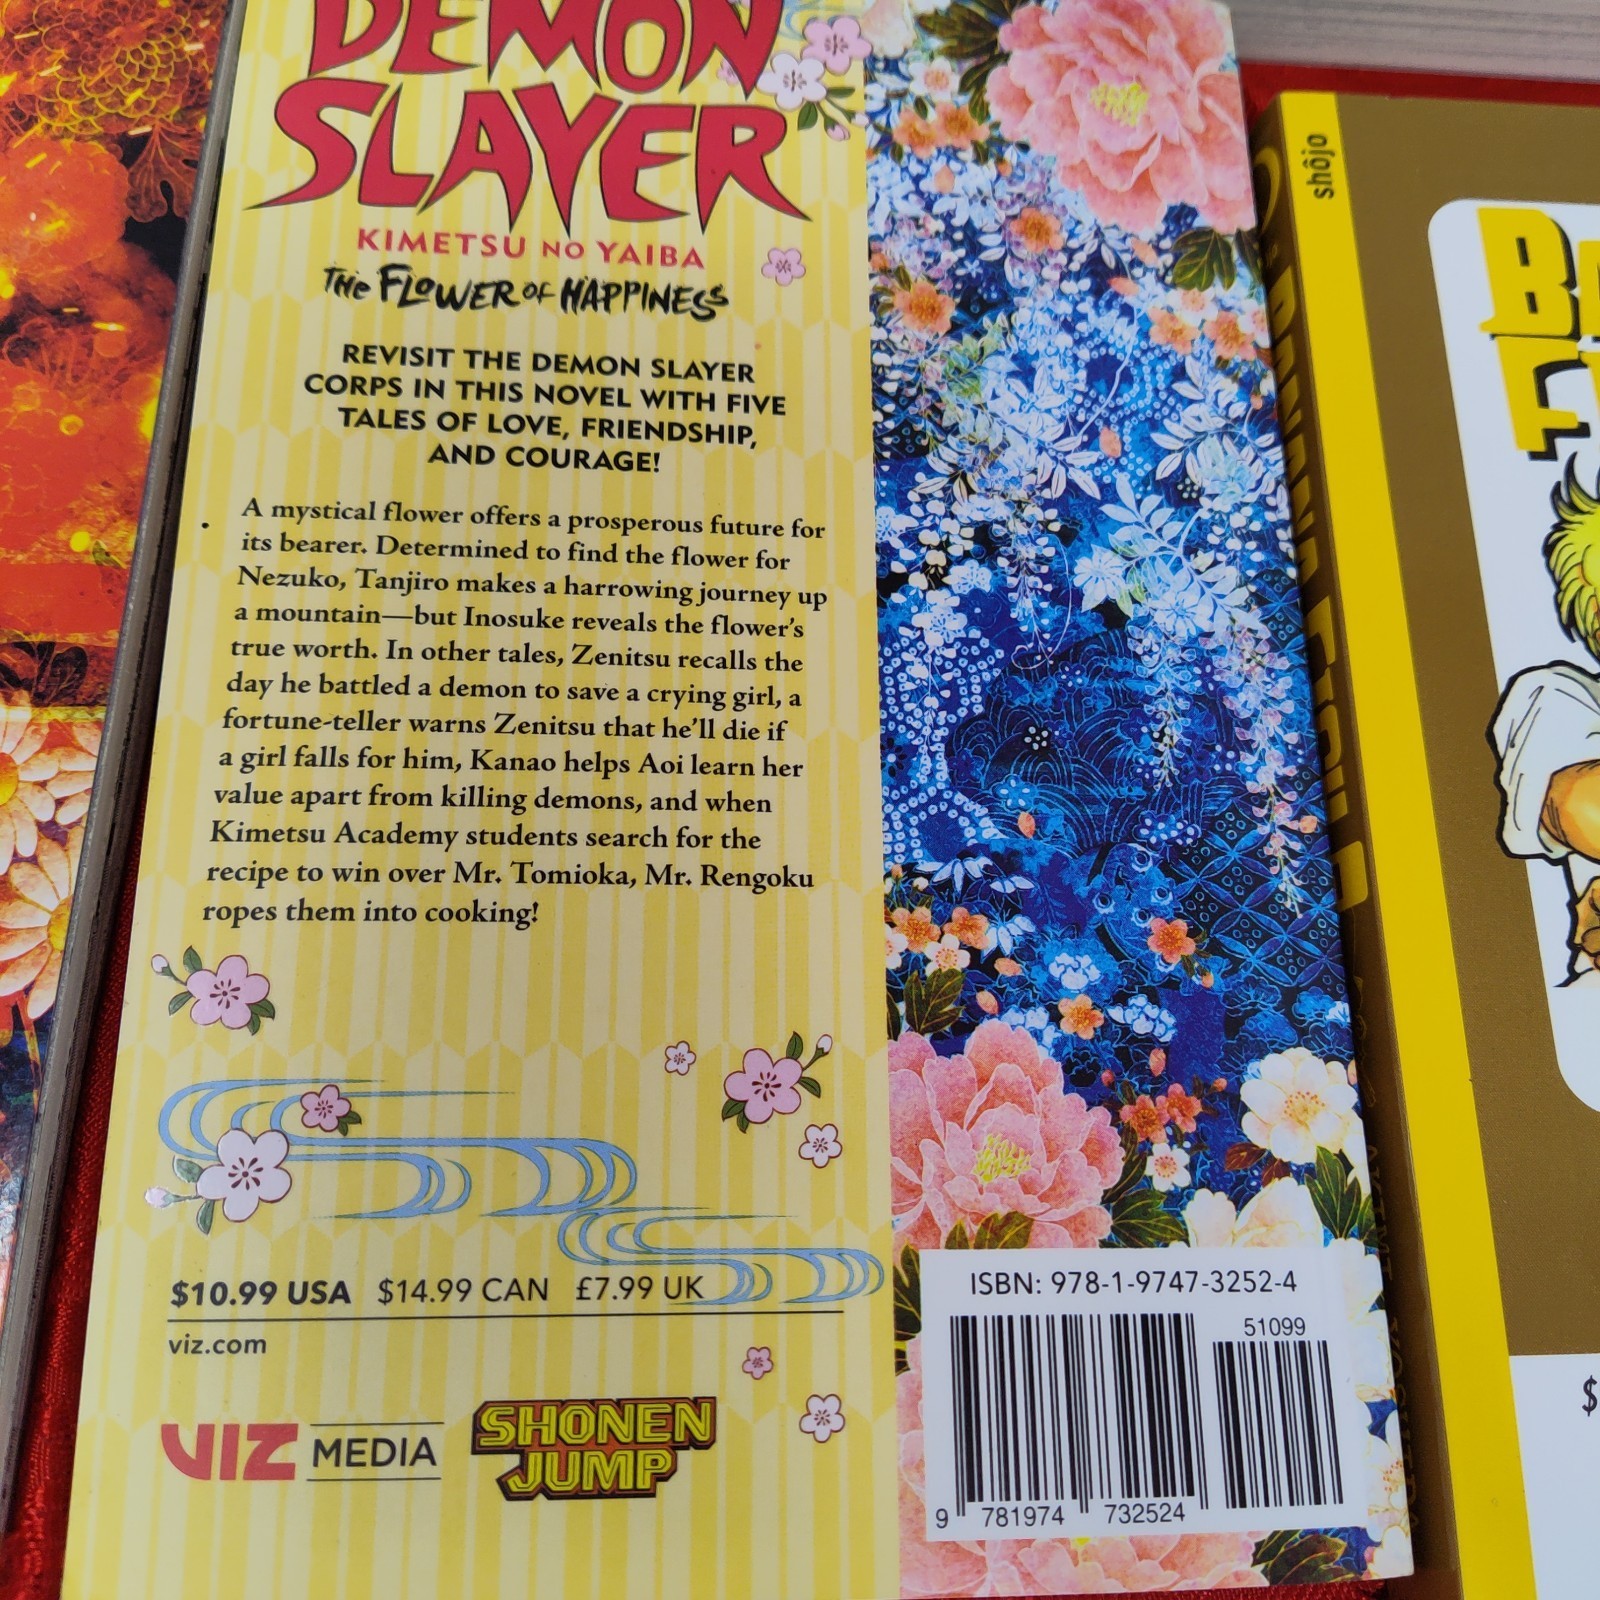 DEMON
SLAYER
KIMETSU NO YAIBA
THE FLOWER OF HAPPINESS
REVISIT THE DEMON SLAYER
CORPS IN THIS NOVEL WITH FIVE
TALES OF LOVE, FRIENDSHIP,
AND COURAGE!
A mystical flower offers a prosperous future for
its bearer. Determined to find the flower for
Nezuko, Tanjiro makes a harrowing journey up
a mountain—but Inosuke reveals the flower's
true worth. In other tales, Zenitsu recalls the
day he battled a demon to save a crying girl, a
fortune-teller warns Zenitsu that he'll die if
a girl falls for him, Kanao helps Aoi learn her
value apart from killing demons, and when
Kimetsu Academy students search for the
recipe to win over Mr. Tomioka, Mr. Rengoku
ropes them into cooking!
$10.99 USA $14.99 CAN £7.99 UK
viz.com
VIZ MEDIA
SHONEN
JUMP
ISBN: 978-1-9747-3252-4
51099
9 781974 732524
shôjo
BANANA FISH
$